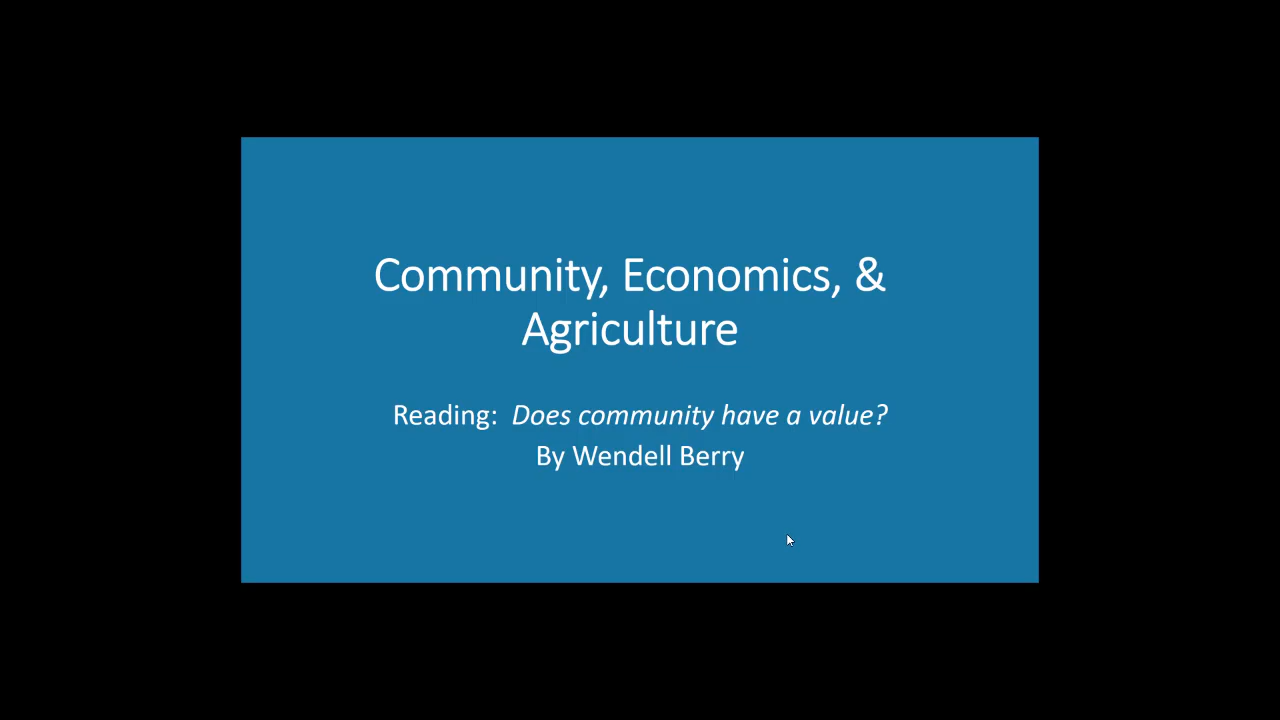 Community, Economics, &
Agriculture
Reading: Does community have a value?
By Wendell Berry